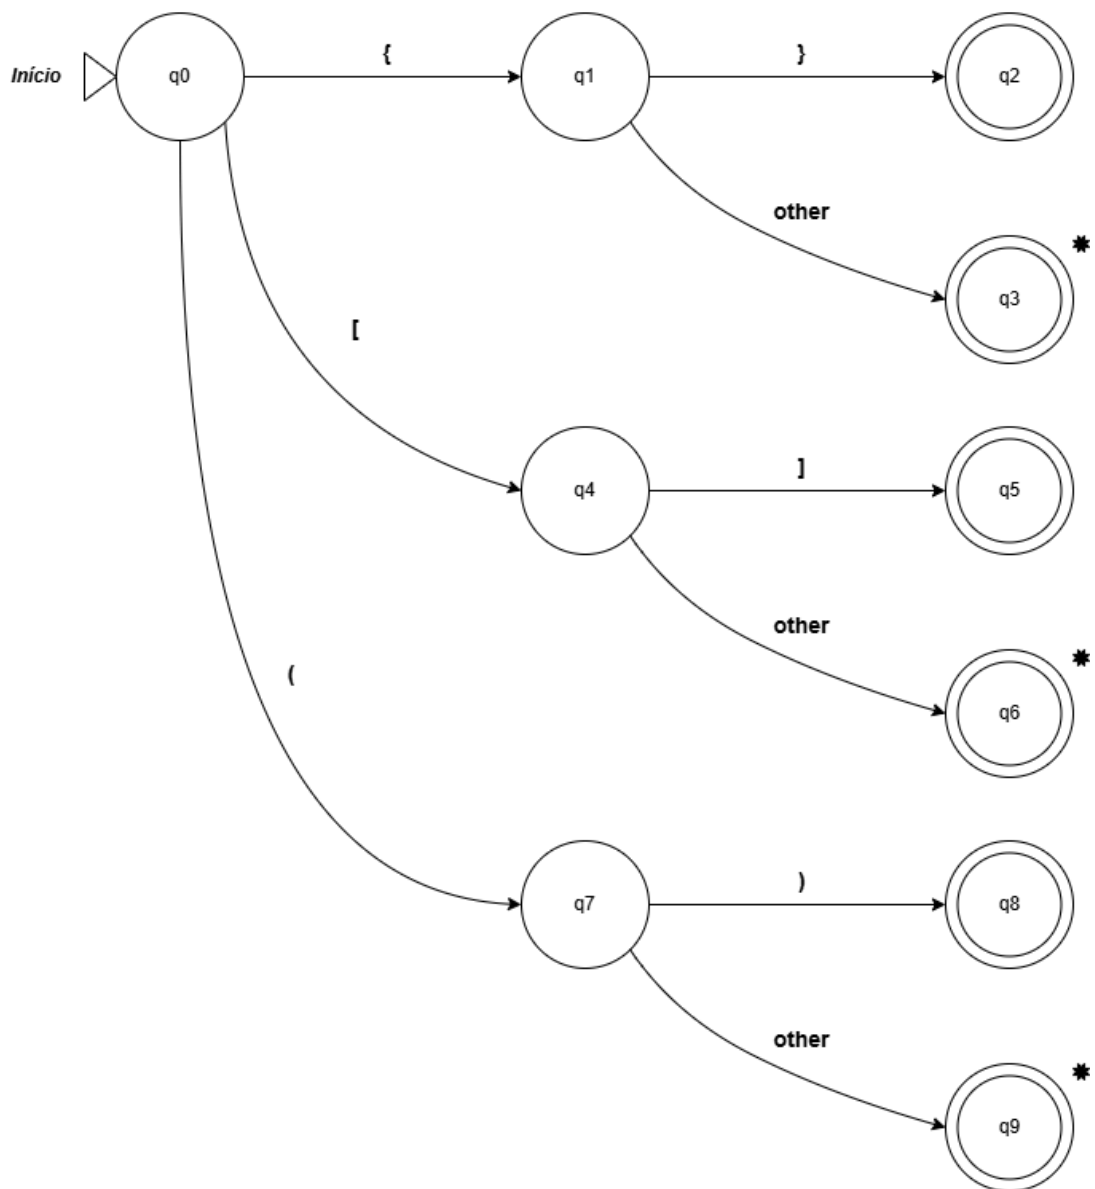 {
Início q0 q1 } q2
other
q3 *
[
q4 ] q5
other
q6 *
(
q7 ) q8
other
q9 *